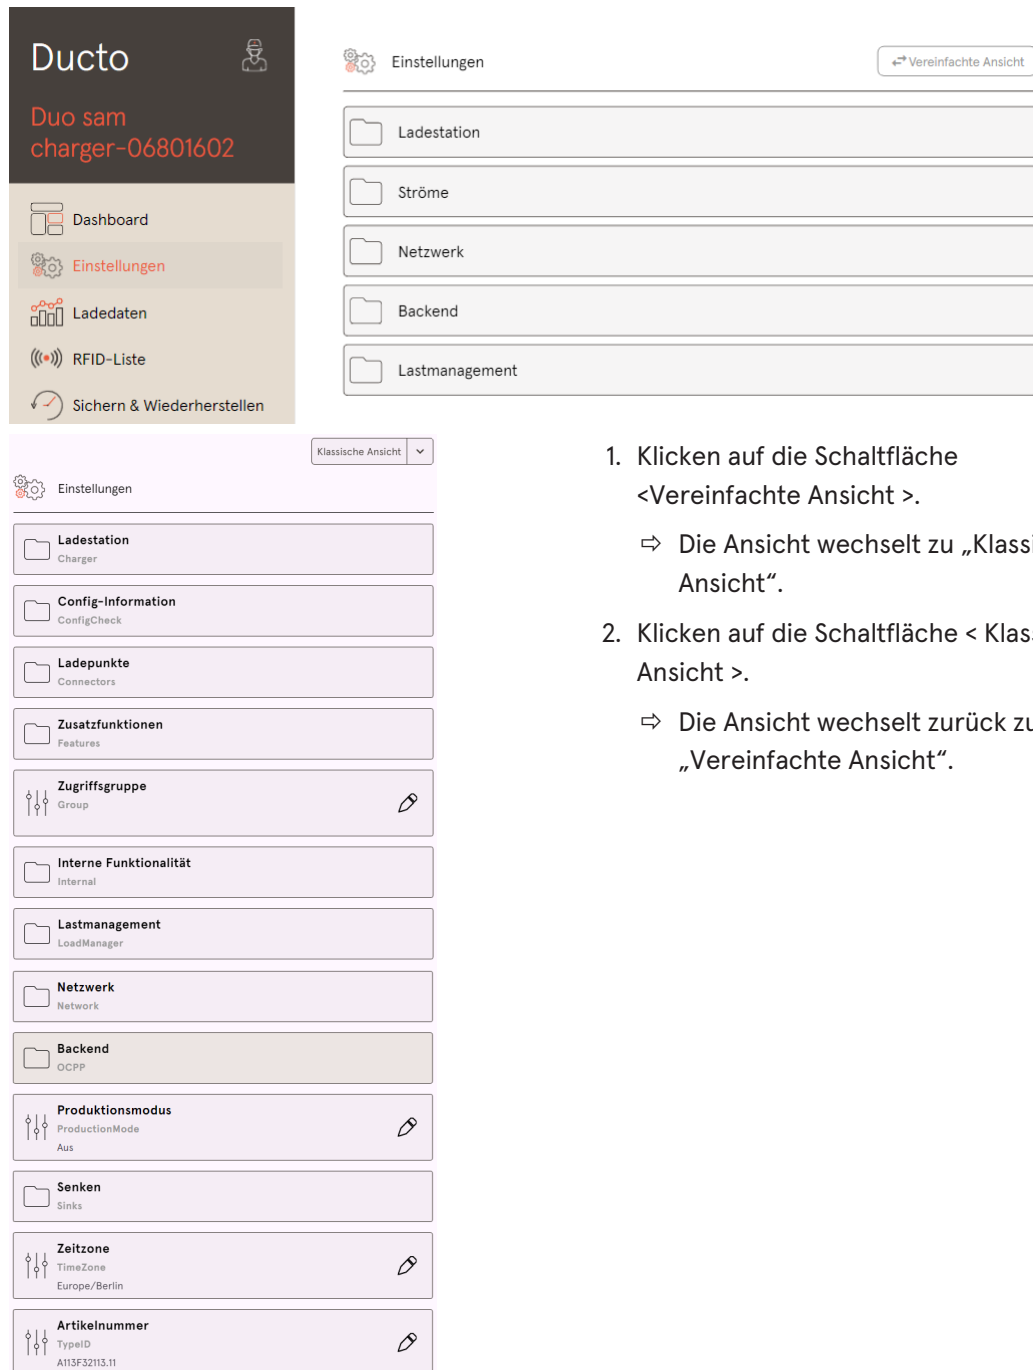 Ducto
Duo sam
charger-06801602
Dashboard
Einstellungen
Ladedaten
RFID-Liste
Sichern & Wiederherstellen
Einstellungen
Vereinfachte Ansicht
Ladestation
Ströme
Netzwerk
Backend
Lastmanagement
Klassische Ansicht
Einstellungen
Ladestation
Charger
Config-Information
ConfigCheck
Ladepunkte
Connectors
Zusatzfunktionen
Features
Zugriffsgruppe
Group
Interne Funktionalität
Internal
Lastmanagement
LoadManager
Netzwerk
Network
Backend
OCPP
Produktionsmodus
ProductionMode
Aus
Senken
Sinks
Zeitzone
TimeZone
Europe/Berlin
Artikelnummer
TypeID
A113F32113.11
1. Klicken auf die Schaltfläche
<Vereinfachte Ansicht >.
⇨ Die Ansicht wechselt zu „Klassi
Ansicht“.
2. Klicken auf die Schaltfläche < Klas
Ansicht >.
⇨ Die Ansicht wechselt zurück zu
„Vereinfachte Ansicht“.